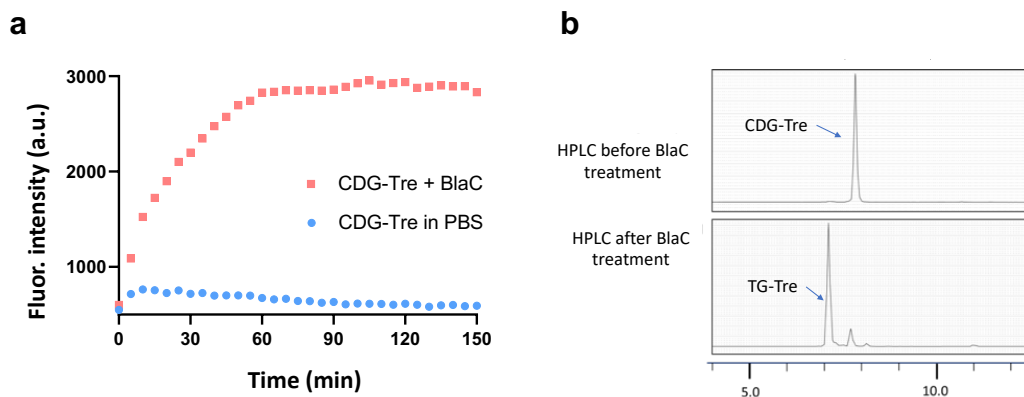 a
Fluor. intensity (a.u.)
3000
2000
1000
CDG-Tre + BlaC
CDG-Tre in PBS
0
30
60
90
120
150
Time (min)
b
HPLC before BlaC
treatment
CDG-Tre
HPLC after BlaC
treatment
TG-Tre
5.0
10.0